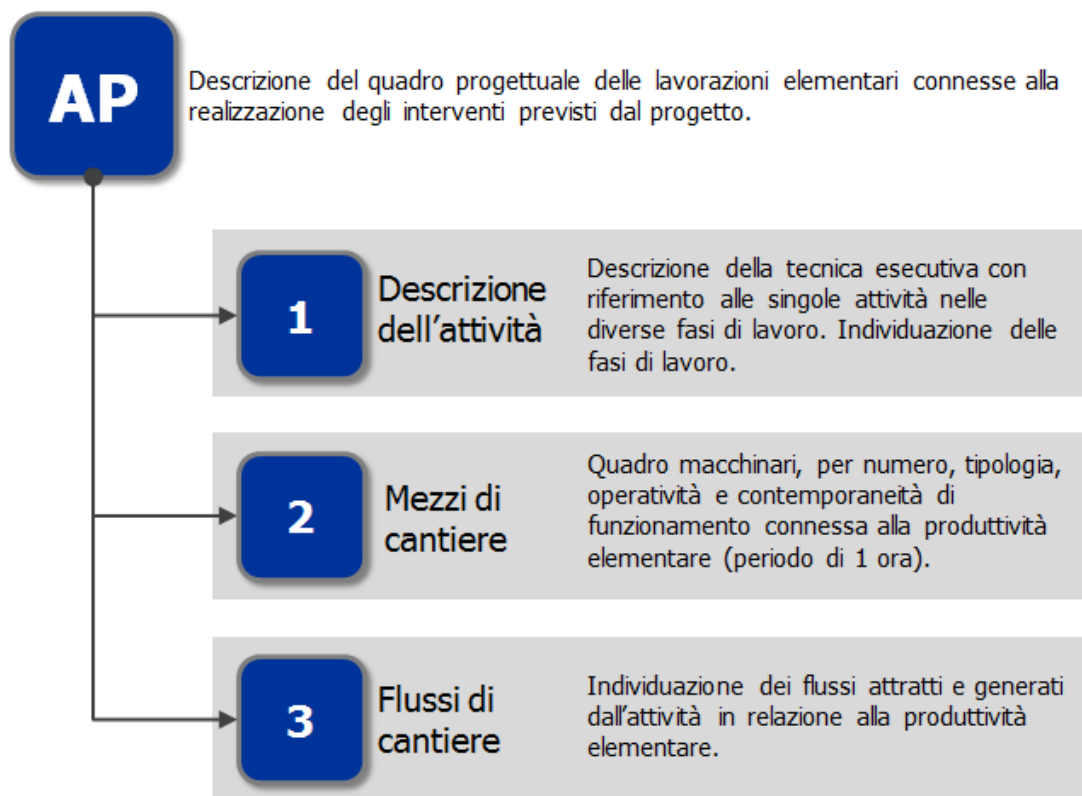 AP
Descrizione del quadro progettuale delle lavorazioni elementari connesse alla
realizzazione degli interventi previsti dal progetto.
1
Descrizione
dell'attività
Descrizione della tecnica esecutiva con
riferimento alle singole attività nelle
diverse fasi di lavoro. Individuazione delle
fasi di lavoro.
2
Mezzi di
cantiere
Quadro macchinari, per numero, tipologia,
operatività e contemporaneità di
funzionamento connessa alla produttività
elementare (periodo di 1 ora).
3
Flussi di
cantiere
Individuazione dei flussi attratti e generati
dall'attività in relazione alla produttività
elementare.